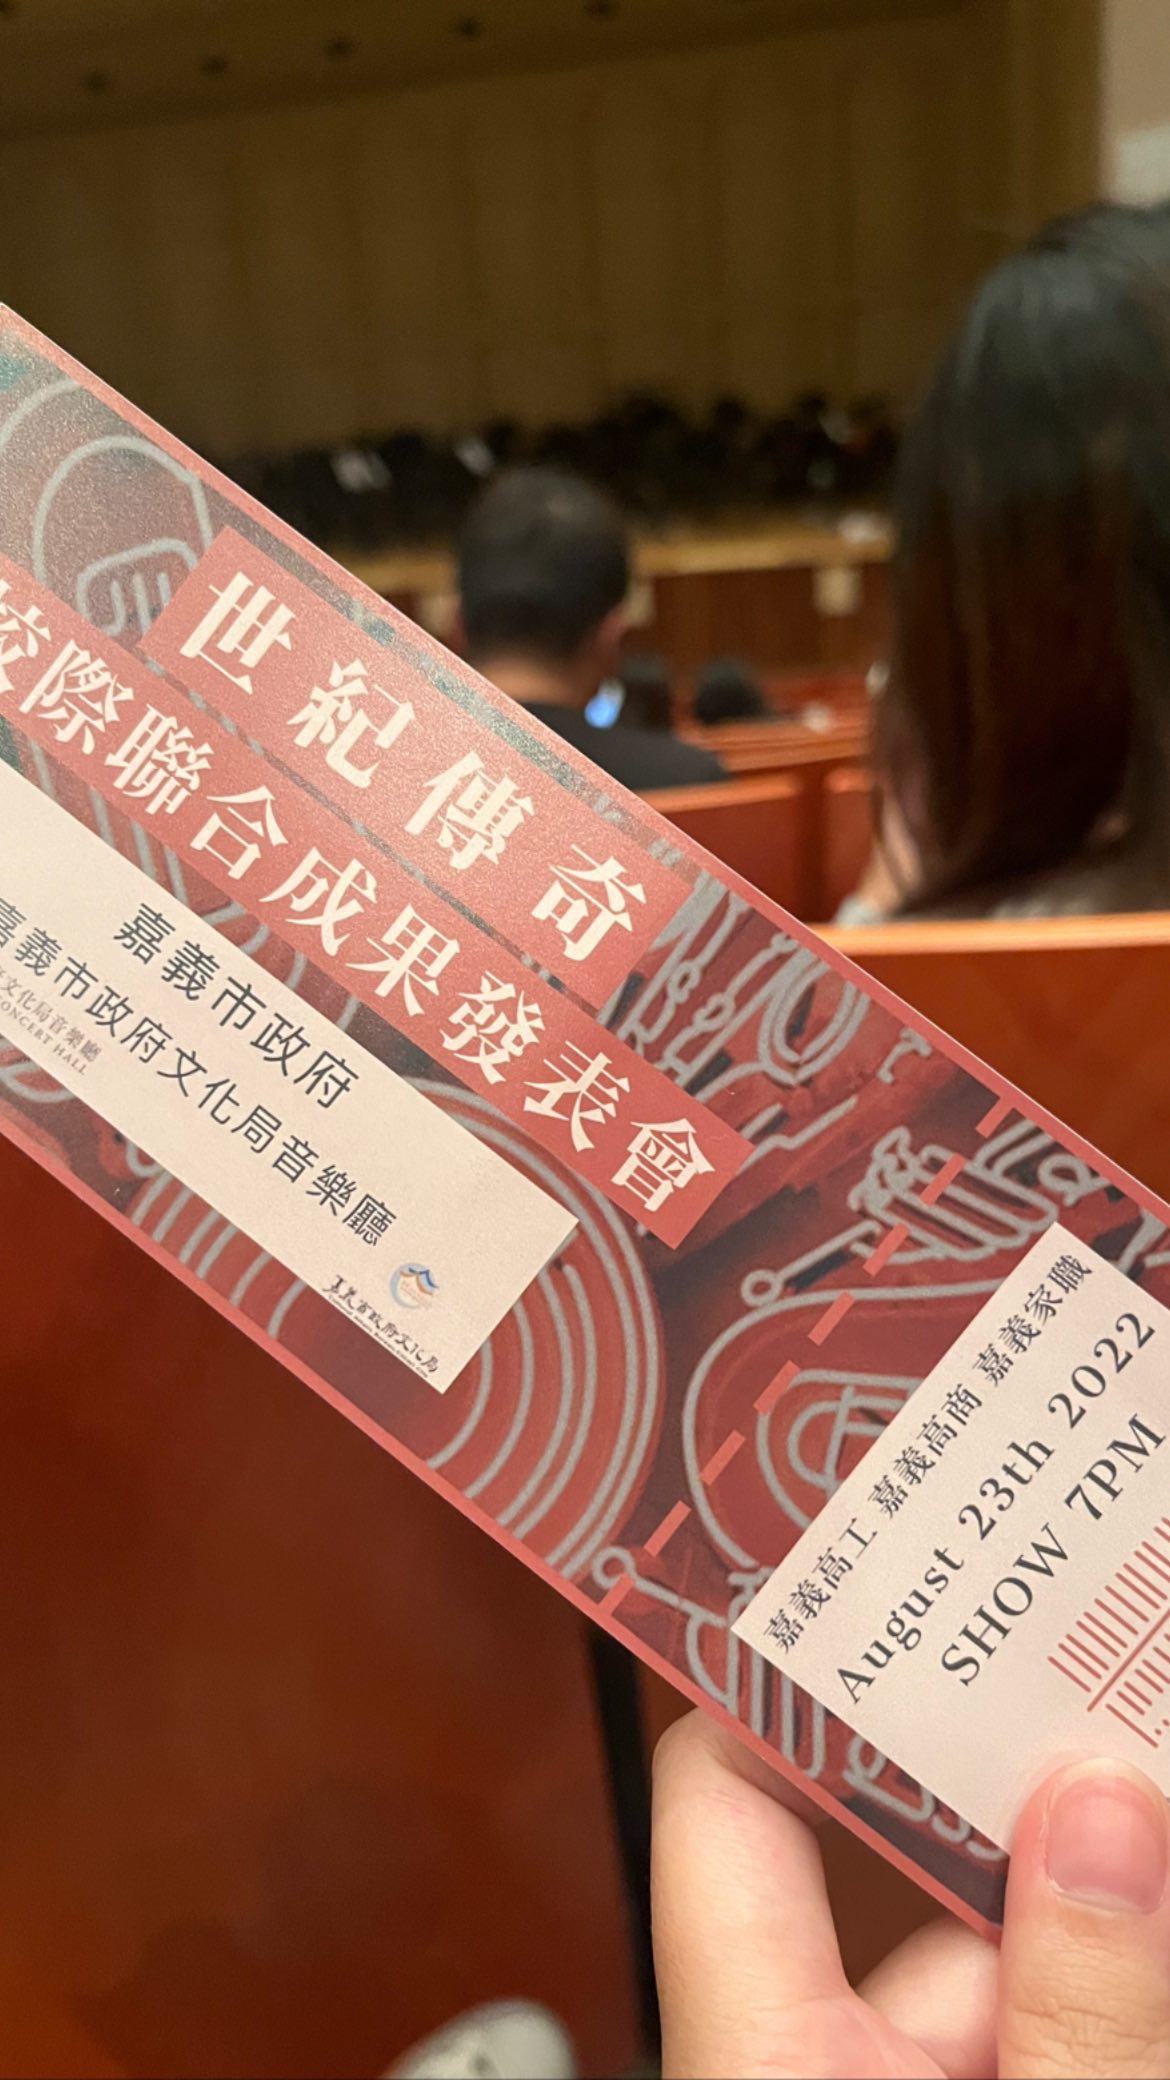 世紀傳奇
校際聯合成果發表會
嘉義市政府
嘉義市政府文化局音樂廳
文化局音樂廳
CONCERT HALL
嘉義市政府文化局
嘉義高工 嘉義高商 嘉義家職
August 23th 2022
SHOW 7PM